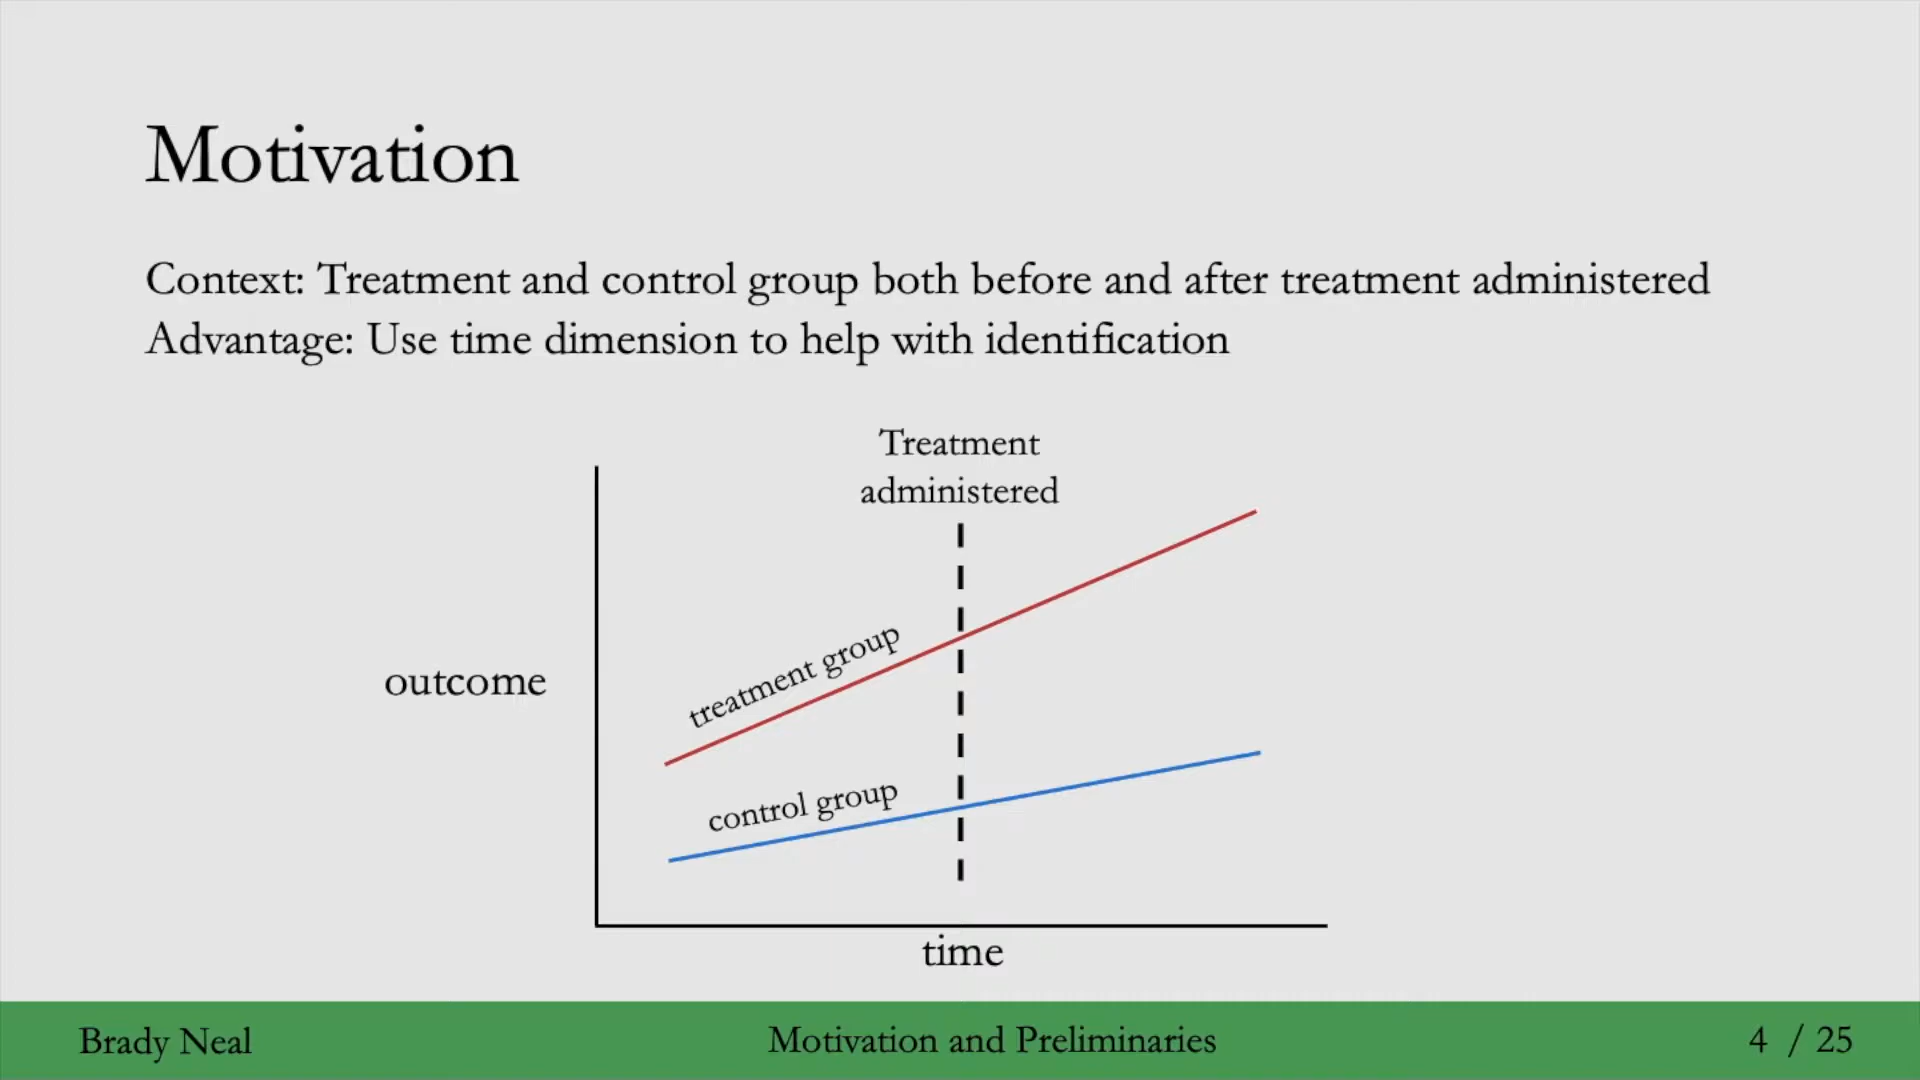 Motivation
Context: Treatment and control group both before and after treatment administered
Advantage: Use time dimension to help with identification
Treatment
administered
treatment group
outcome
control group
time
Brady Neal
Motivation and Preliminaries
4 / 25